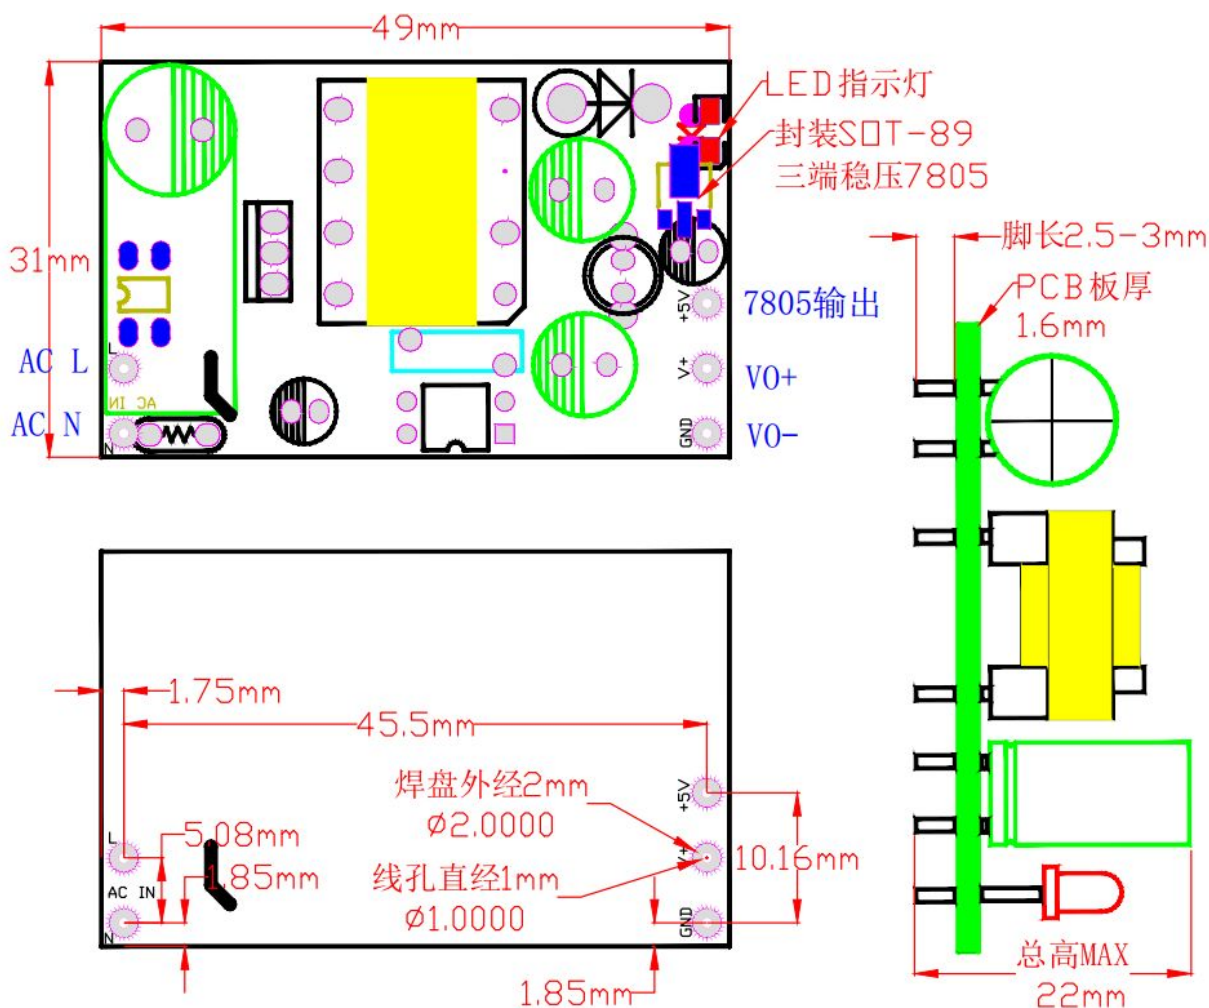 49mm
LED指示灯
封装SOT-89
三端稳压7805
31mm
脚长2.5-3mm
PCB板厚
1.6mm
+5V
7805输出
L
AC L
V+
VO+
AC IN
AC N
N
GND
VO-
1.75mm
45.5mm
焊盘外经2mm
Ø2.0000
+5V
L
5.08mm
V+
10.16mm
1.85mm
线孔直经1mm
Ø1.0000
AC IN
N
GND
1.85mm
总高MAX
22mm